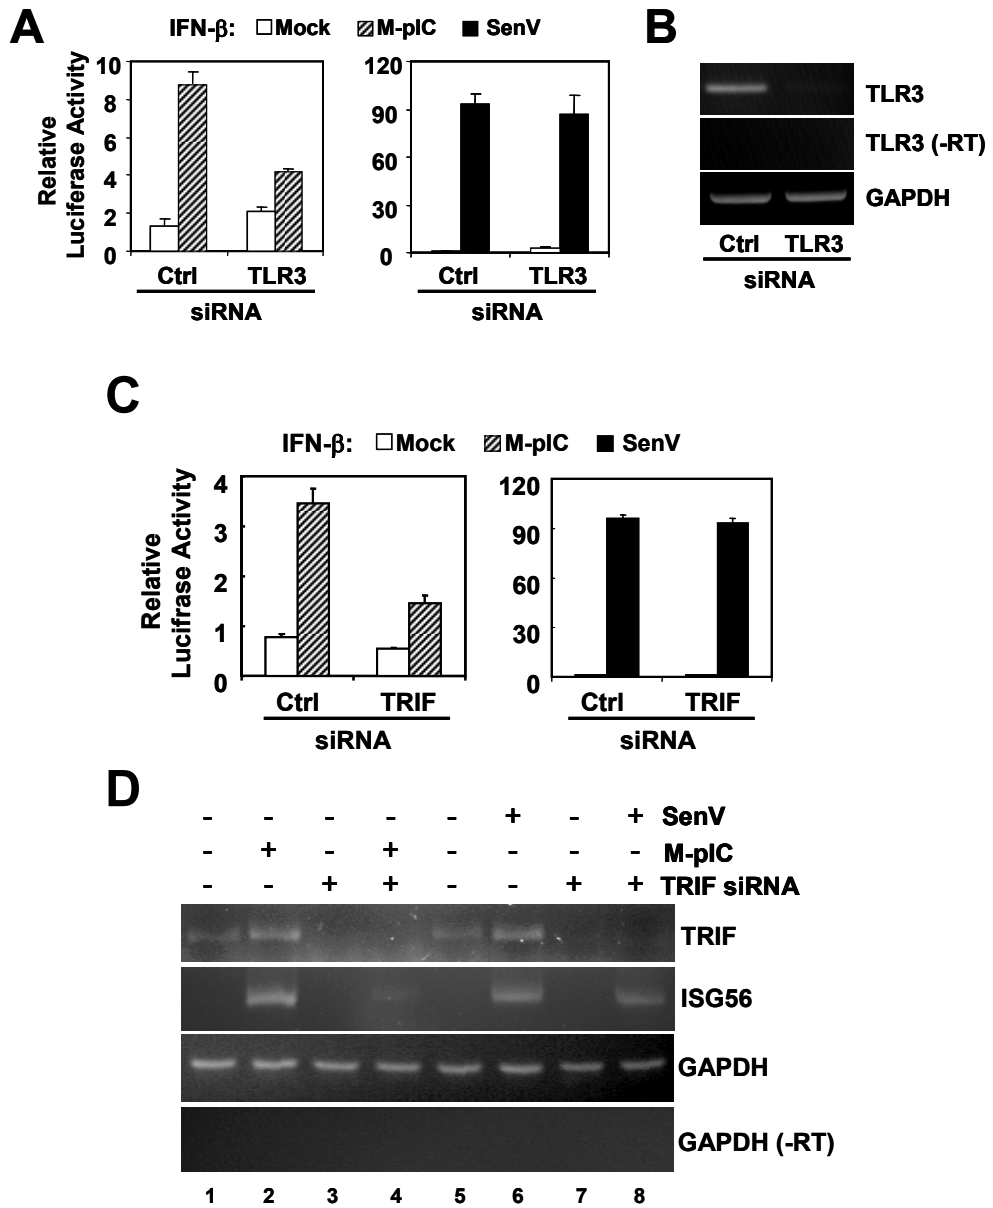 A
IFN-β: Mock M-pIC SenV
B
Relative
Luciferase Activity
10
8
6
4
2
0
Ctrl TLR3
siRNA
120
90
60
30
0
Ctrl TLR3
siRNA
TLR3
TLR3 (-RT)
GAPDH
Ctrl TLR3
siRNA
C
IFN-β: Mock M-pIC SenV
Relative
Lucifrase Activity
4
3
2
1
0
Ctrl TRIF
siRNA
120
90
60
30
0
Ctrl TRIF
siRNA
D
- - - - - + - + SenV
- + - + - - - - M-pIC
- - + + - - + + TRIF siRNA
TRIF
ISG56
GAPDH
GAPDH (-RT)
1 2 3 4 5 6 7 8